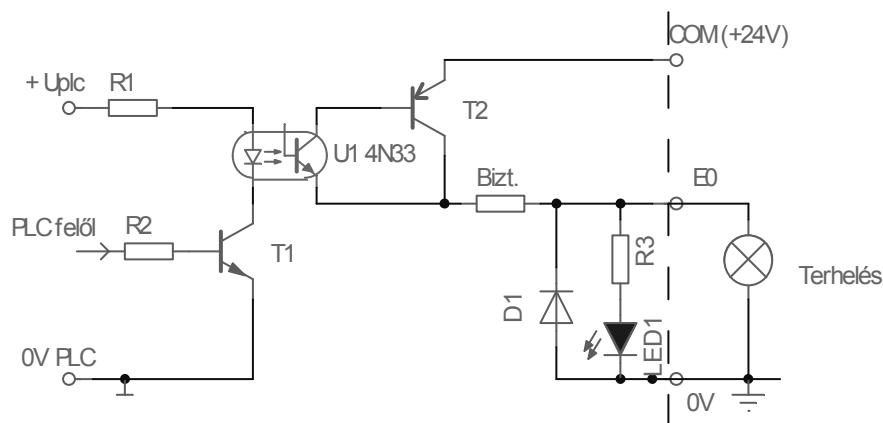 COM (+24V)
+ Uplc
R1
T2
U1 4N33
Bizt.
E0
PLC felől
R2
T1
R3
Terhelés
D1
LED1
0V PLC
0V